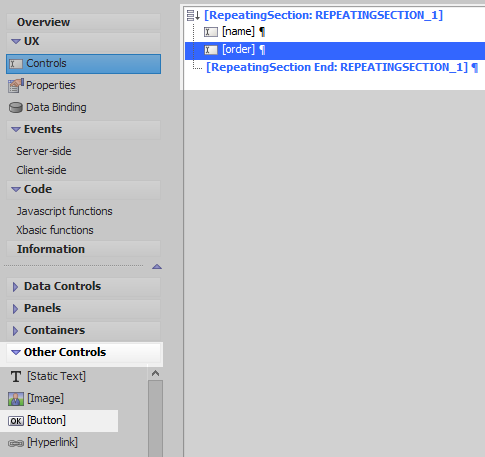 Overview
UX
Controls
Properties
Data Binding
Events
Server-side
Client-side
Code
Javascript functions
Xbasic functions
Information
Data Controls
Panels
Containers
Other Controls
T [Static Text]
[Image]
OK [Button]
[Hyperlink]
[RepeatingSection: REPEATINGSECTION_1]
[name] ¶
[order] ¶
[RepeatingSection End: REPEATINGSECTION_1] ¶